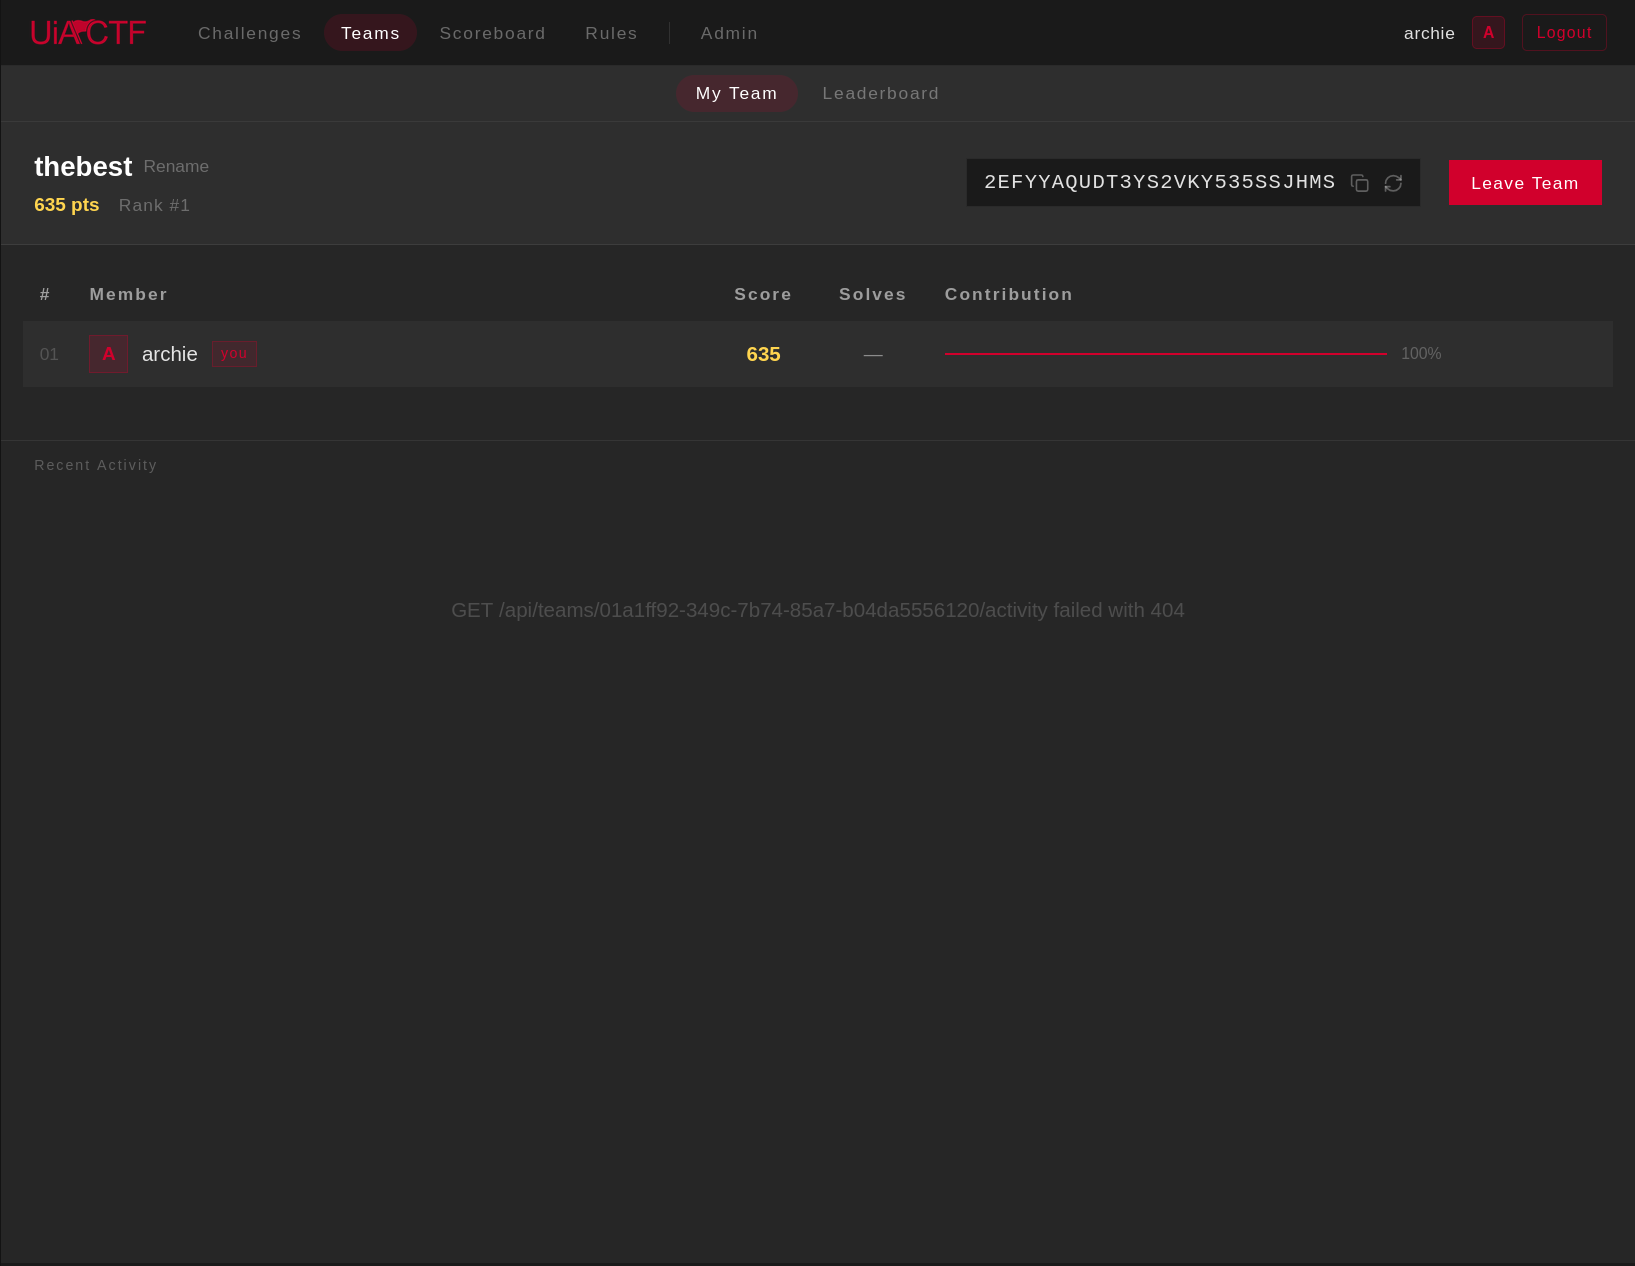 UiACTF Challenges Teams Scoreboard Rules Admin archie A Logout
My Team Leaderboard
thebest Rename
635 pts Rank #1
2EFYYAQUDT3YS2VKY535SSJHMS Leave Team
# Member Score Solves Contribution
01 A archie you 635 — 100%
Recent Activity
GET /api/teams/01a1ff92-349c-7b74-85a7-b04da5556120/activity failed with 404